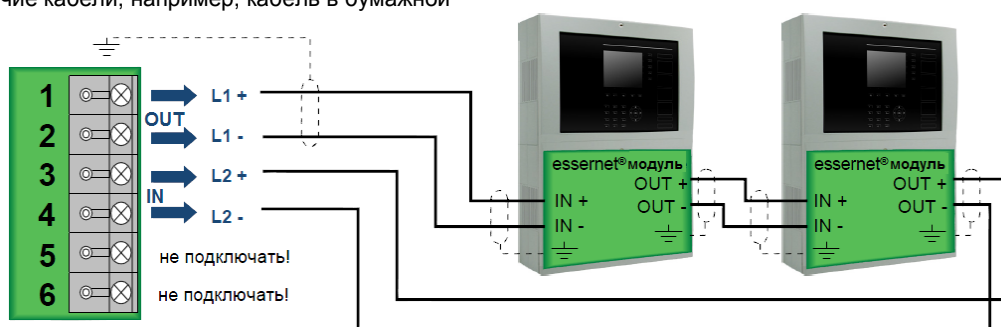 чие кабели, например, кабель в бумажной
1
OUT
L1 +
2
L1 -
3
L2 +
IN
4
L2 -
5
не подключать!
6
не подключать!
essernet® модуль
OUT +
IN +
OUT -
IN -
essernet® модуль
OUT +
IN +
OUT -
IN -